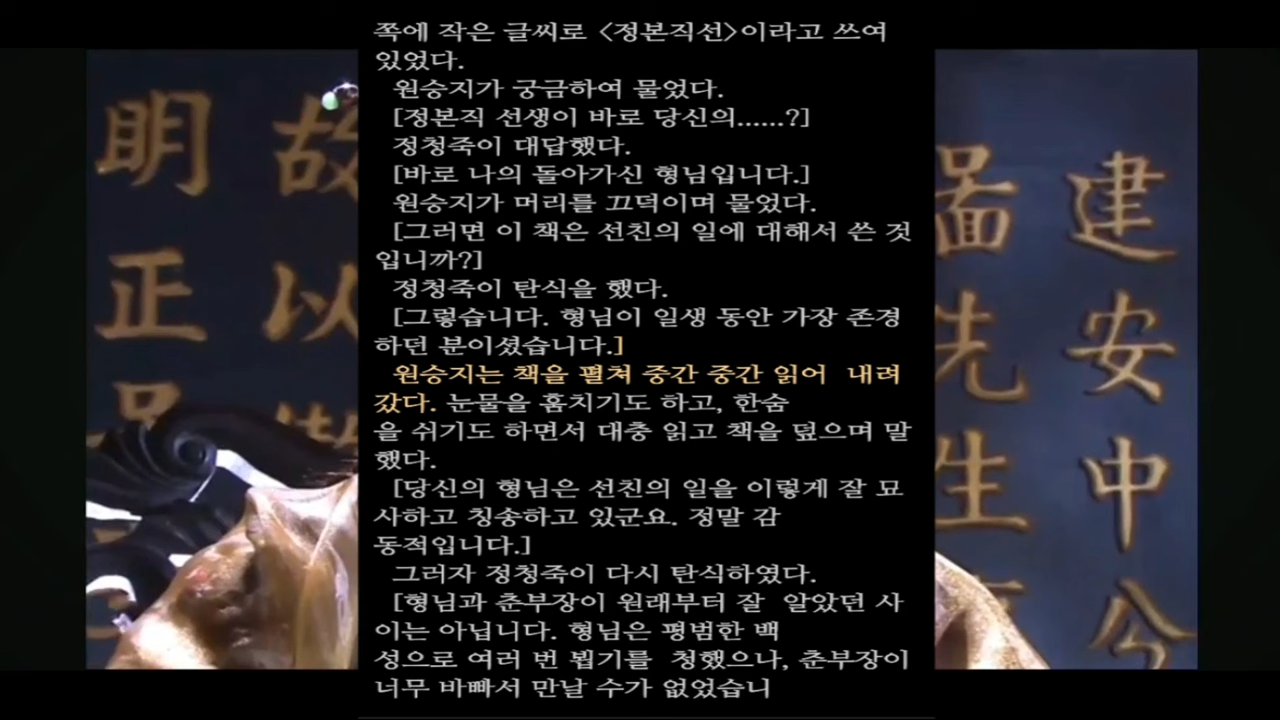 쪽에 작은 글씨로 <정본직선>이라고 쓰여
있었다.
원승지가 궁금하여 물었다.
[정본직 선생이 바로 당신의......?]
정청죽이 대답했다.
[바로 나의 돌아가신 형님입니다.]
원승지가 머리를 끄덕이며 물었다.
[그러면 이 책은 선친의 일에 대해서 쓴 것
입니까?]
정청죽이 탄식을 했다.
[그렇습니다. 형님이 일생 동안 가장 존경
하던 분이셨습니다.]
원승지는 책을 펼쳐 중간 중간 읽어 내려
갔다. 눈물을 훔치기도 하고, 한숨
을 쉬기도 하면서 대충 읽고 책을 덮으며 말
했다.
[당신의 형님은 선친의 일을 이렇게 잘 묘
사하고 칭송하고 있군요. 정말 감
동적입니다.]
그러자 정청죽이 다시 탄식하였다.
[형님과 춘부장이 원래부터 잘 알았던 사
이는 아닙니다. 형님은 평범한 백
성으로 여러 번 뵙기를 청했으나, 춘부장이
너무 바빠서 만날 수가 없었습니
建安中兮
先生
故以
明正